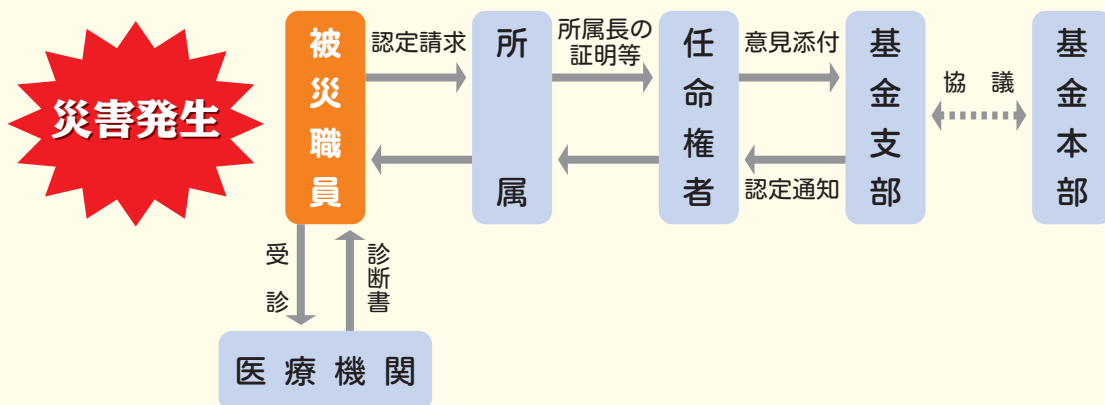 災害発生
被災職員
認定請求
所属
所属長の
証明等
任命権者
意見添付
基金支部
協議
基金本部
認定通知
受診
診断書
医療機関